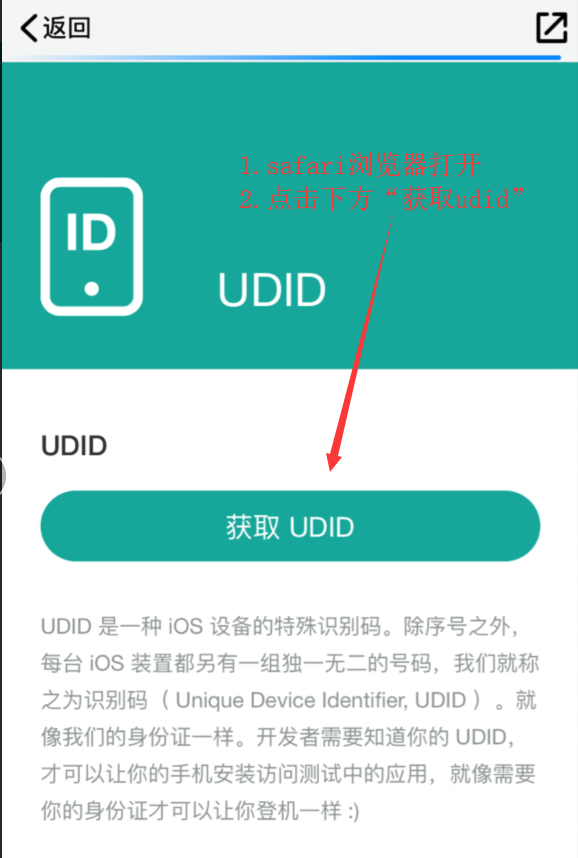 返回
1.safari浏览器打开
2.点击下方“获取udid”
ID
UDID
UDID
获取 UDID
UDID 是一种 iOS 设备的特殊识别码。除序号之外，
每台 iOS 装置都另有一组独一无二的号码，我们就称
之为识别码（ Unique Device Identifier, UDID ）。就
像我们的身份证一样。开发者需要知道你的 UDID，
才可以让你的手机安装访问测试中的应用，就像需要
你的身份证才可以让你登机一样 :)